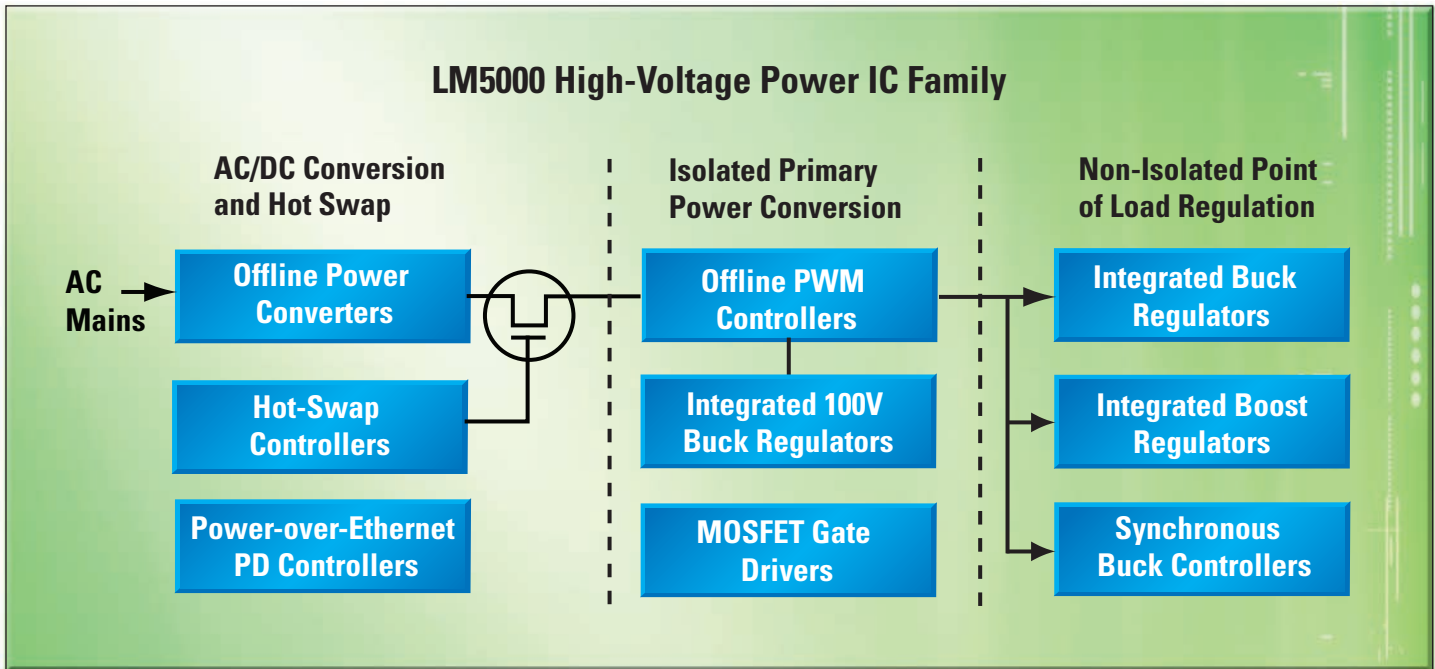 LM5000 High-Voltage Power IC Family
AC/DC Conversion
and Hot Swap
AC
Mains
Offline Power
Converters
Hot-Swap
Controllers
Power-over-Ethernet
PD Controllers
Isolated Primary
Power Conversion
Offline PWM
Controllers
Integrated 100V
Buck Regulators
MOSFET Gate
Drivers
Non-Isolated Point
of Load Regulation
Integrated Buck
Regulators
Integrated Boost
Regulators
Synchronous
Buck Controllers